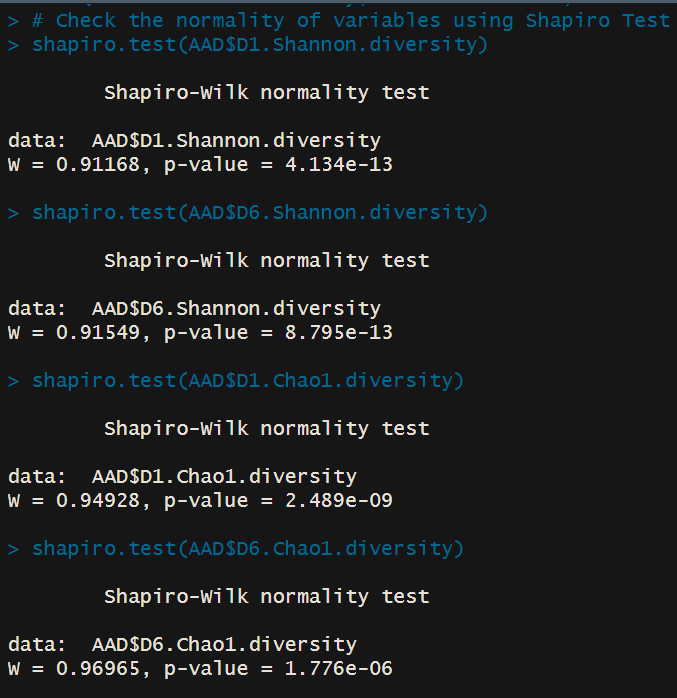 > # Check the normality of variables using Shapiro Test
> shapiro.test(AAD$D1.Shannon.diversity)
Shapiro-Wilk normality test
data:  AAD$D1.Shannon.diversity
W = 0.91168, p-value = 4.134e-13
> shapiro.test(AAD$D6.Shannon.diversity)
Shapiro-Wilk normality test
data:  AAD$D6.Shannon.diversity
W = 0.91549, p-value = 8.795e-13
> shapiro.test(AAD$D1.Chao1.diversity)
Shapiro-Wilk normality test
data:  AAD$D1.Chao1.diversity
W = 0.94928, p-value = 2.489e-09
> shapiro.test(AAD$D6.Chao1.diversity)
Shapiro-Wilk normality test
data:  AAD$D6.Chao1.diversity
W = 0.96965, p-value = 1.776e-06